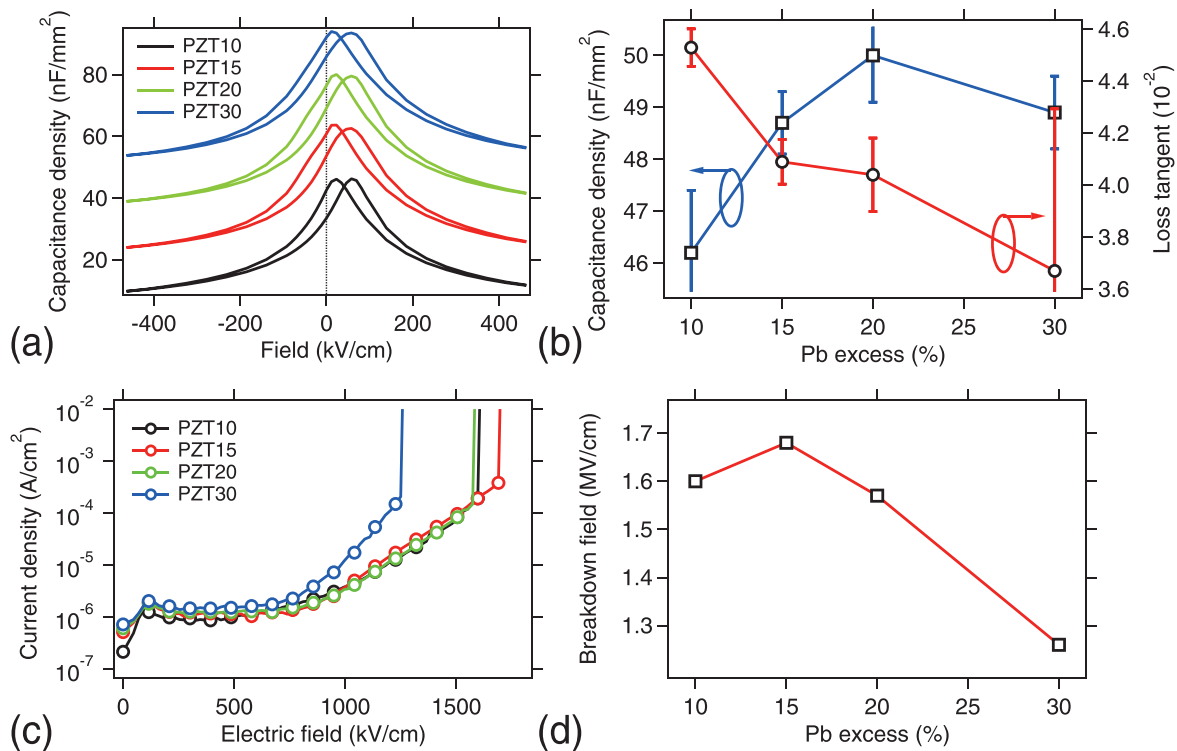 PZT10
PZT15
PZT20
PZT30
Capacitance density (nF/mm²)
80
60
40
20
-400
-200
0
200
400
Field (kV/cm)
(a)
Capacitance density (nF/mm²)
50
49
48
47
46
4.6
4.4
4.2
4.0
3.8
3.6
Loss tangent (10⁻²)
10
15
20
25
30
Pb excess (%)
(b)
PZT10
PZT15
PZT20
PZT30
Current density (A/cm²)
10⁻²
10⁻³
10⁻⁴
10⁻⁵
10⁻⁶
10⁻⁷
0
500
1000
1500
Electric field (kV/cm)
(c)
Breakdown field (MV/cm)
1.7
1.6
1.5
1.4
1.3
10
15
20
25
30
Pb excess (%)
(d)